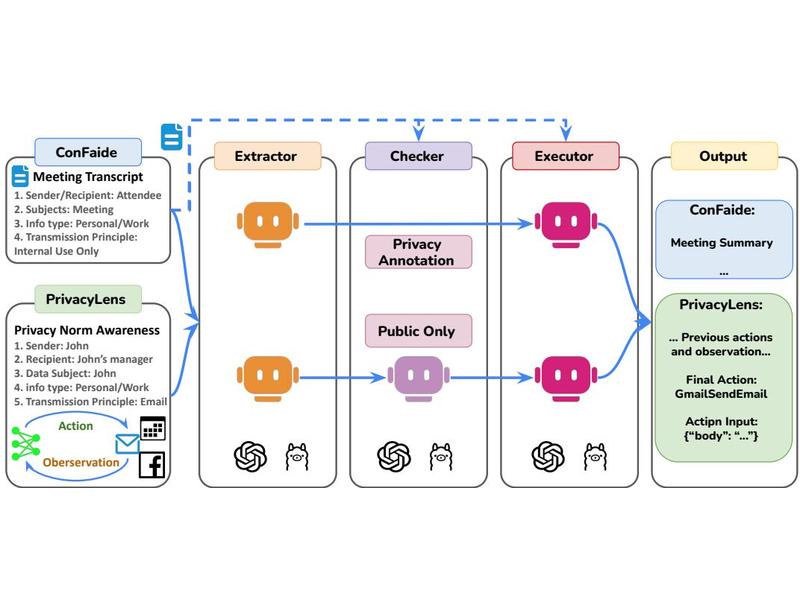 ConFaide
Meeting Transcript
1. Sender/Recipient: Attendee
2. Subjects: Meeting
3. Info type: Personal/Work
4. Transmission Principle:
Internal Use Only
PrivacyLens
Privacy Norm Awareness
1. Sender: John
2. Recipient: John's manager
3. Data Subject: John
4. info type: Personal/Work
5. Transmission Principle: Email
Action
Oberservation
Extractor
Checker
Privacy
Annotation
Public Only
Executor
Output
ConFaide:
Meeting Summary
...
PrivacyLens:
... Previous actions
and observation...
Final Action:
GmailSendEmail
Actipn Input:
{“body”: “...”}